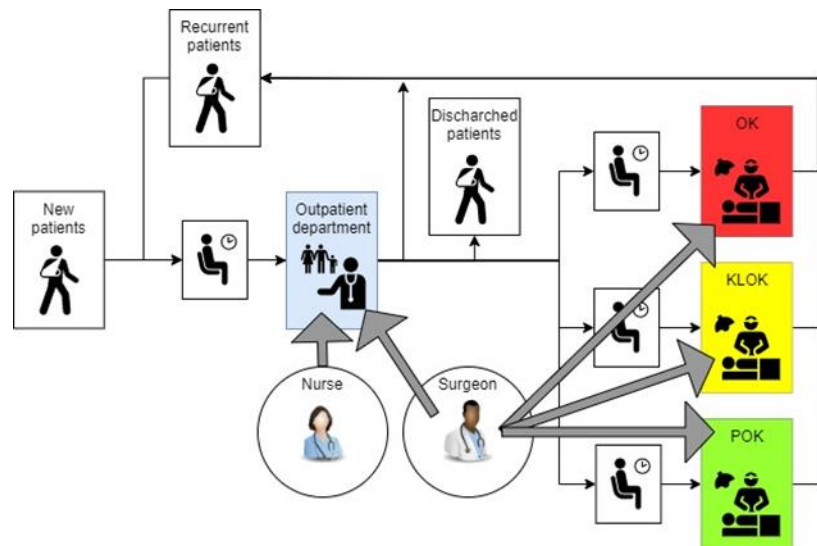 Recurrent
patients
Discharched
patients
OK
New
patients
Outpatient
department
KLOK
Nurse
Surgeon
POK